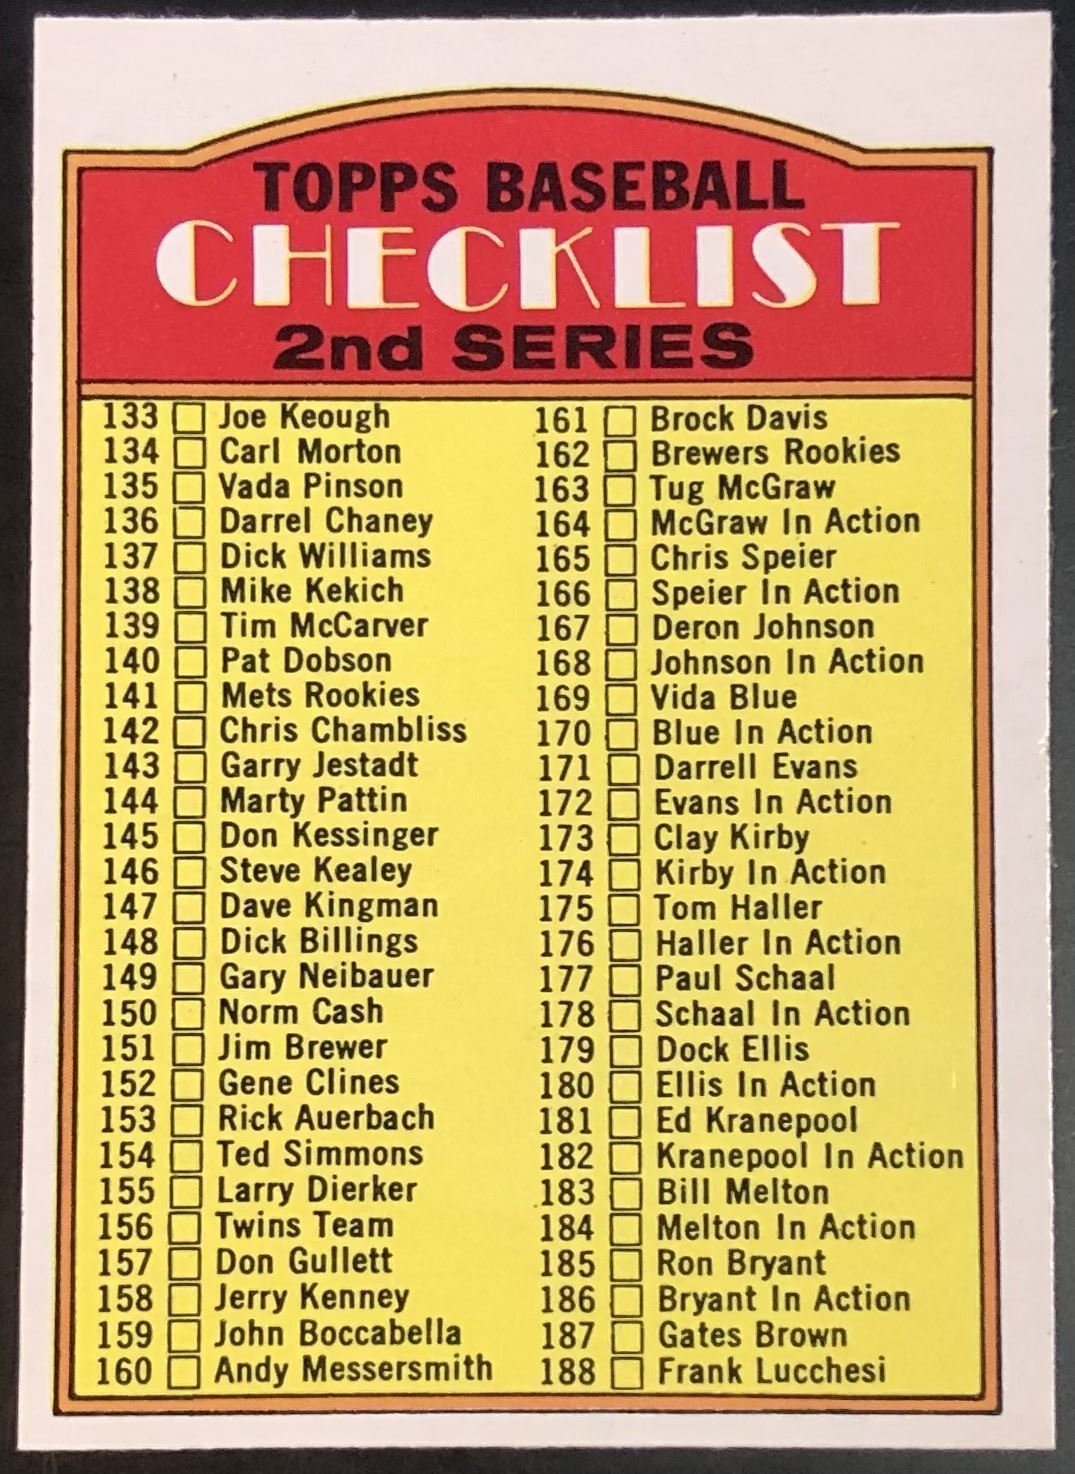 TOPPS BASEBALL
CHECKLIST
2nd SERIES
133 Joe Keough
134 Carl Morton
135 Vada Pinson
136 Darrel Chaney
137 Dick Williams
138 Mike Kekich
139 Tim McCarver
140 Pat Dobson
141 Mets Rookies
142 Chris Chambliss
143 Garry Jestadt
144 Marty Pattin
145 Don Kessinger
146 Steve Kealey
147 Dave Kingman
148 Dick Billings
149 Gary Neibauer
150 Norm Cash
151 Jim Brewer
152 Gene Clines
153 Rick Auerbach
154 Ted Simmons
155 Larry Dierker
156 Twins Team
157 Don Gullett
158 Jerry Kenney
159 John Boccabella
160 Andy Messersmith
161 Brock Davis
162 Brewers Rookies
163 Tug McGraw
164 McGraw In Action
165 Chris Speier
166 Speier In Action
167 Deron Johnson
168 Johnson In Action
169 Vida Blue
170 Blue In Action
171 Darrell Evans
172 Evans In Action
173 Clay Kirby
174 Kirby In Action
175 Tom Haller
176 Haller In Action
177 Paul Schaal
178 Schaal In Action
179 Dock Ellis
180 Ellis In Action
181 Ed Kranepool
182 Kranepool In Action
183 Bill Melton
184 Melton In Action
185 Ron Bryant
186 Bryant In Action
187 Gates Brown
188 Frank Lucchesi